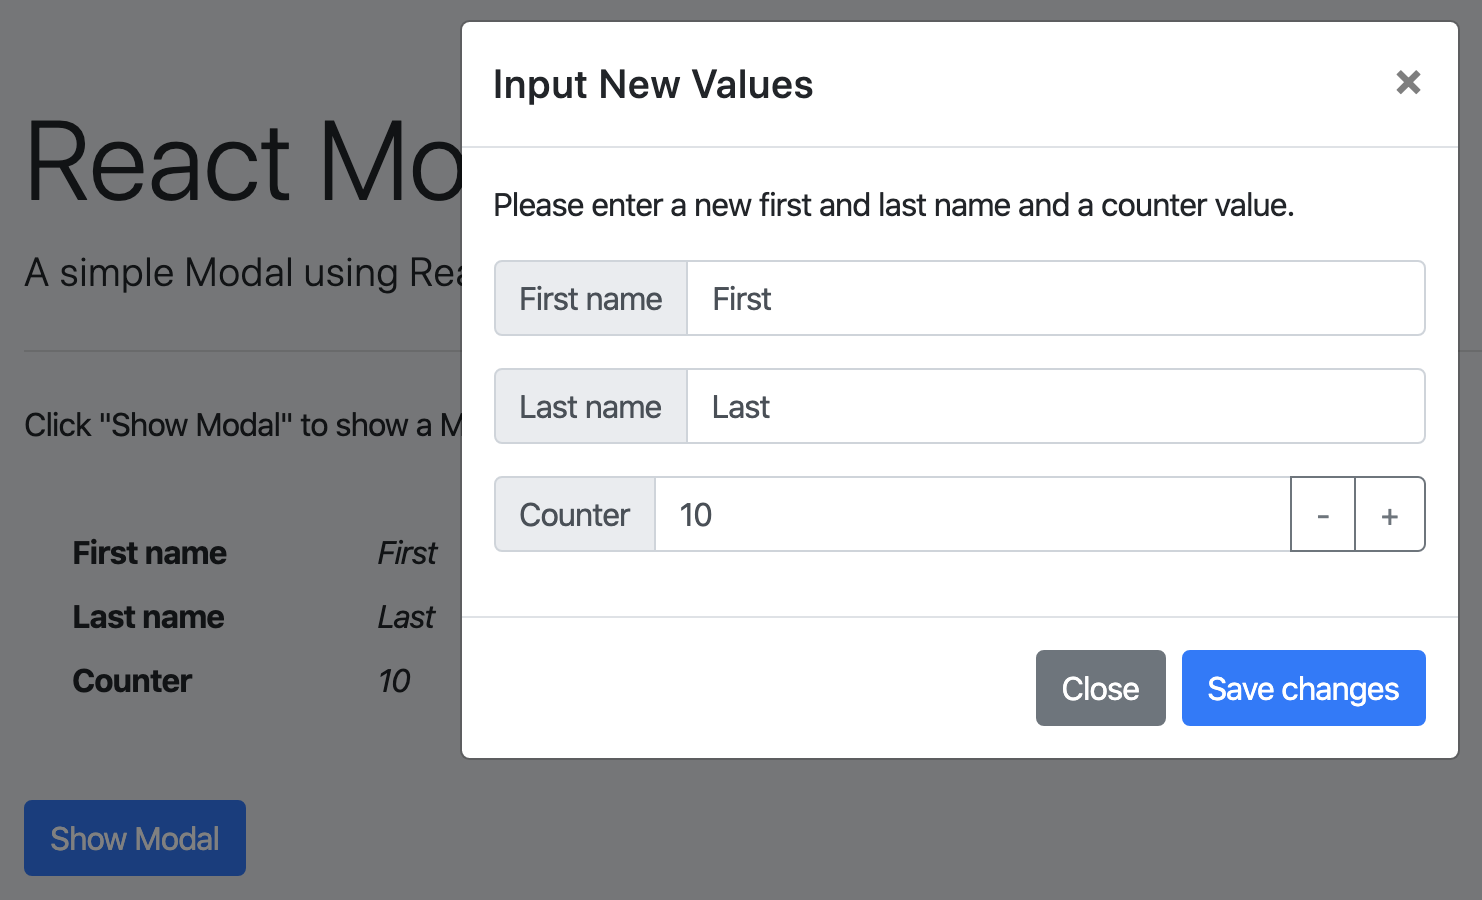 Input New Values
×
Please enter a new first and last name and a counter value.
First name First
Last name Last
Counter 10 - +
Close Save changes
React Mo
A simple Modal using Rea
Click "Show Modal" to show a M
First name First
Last name Last
Counter 10
Show Modal